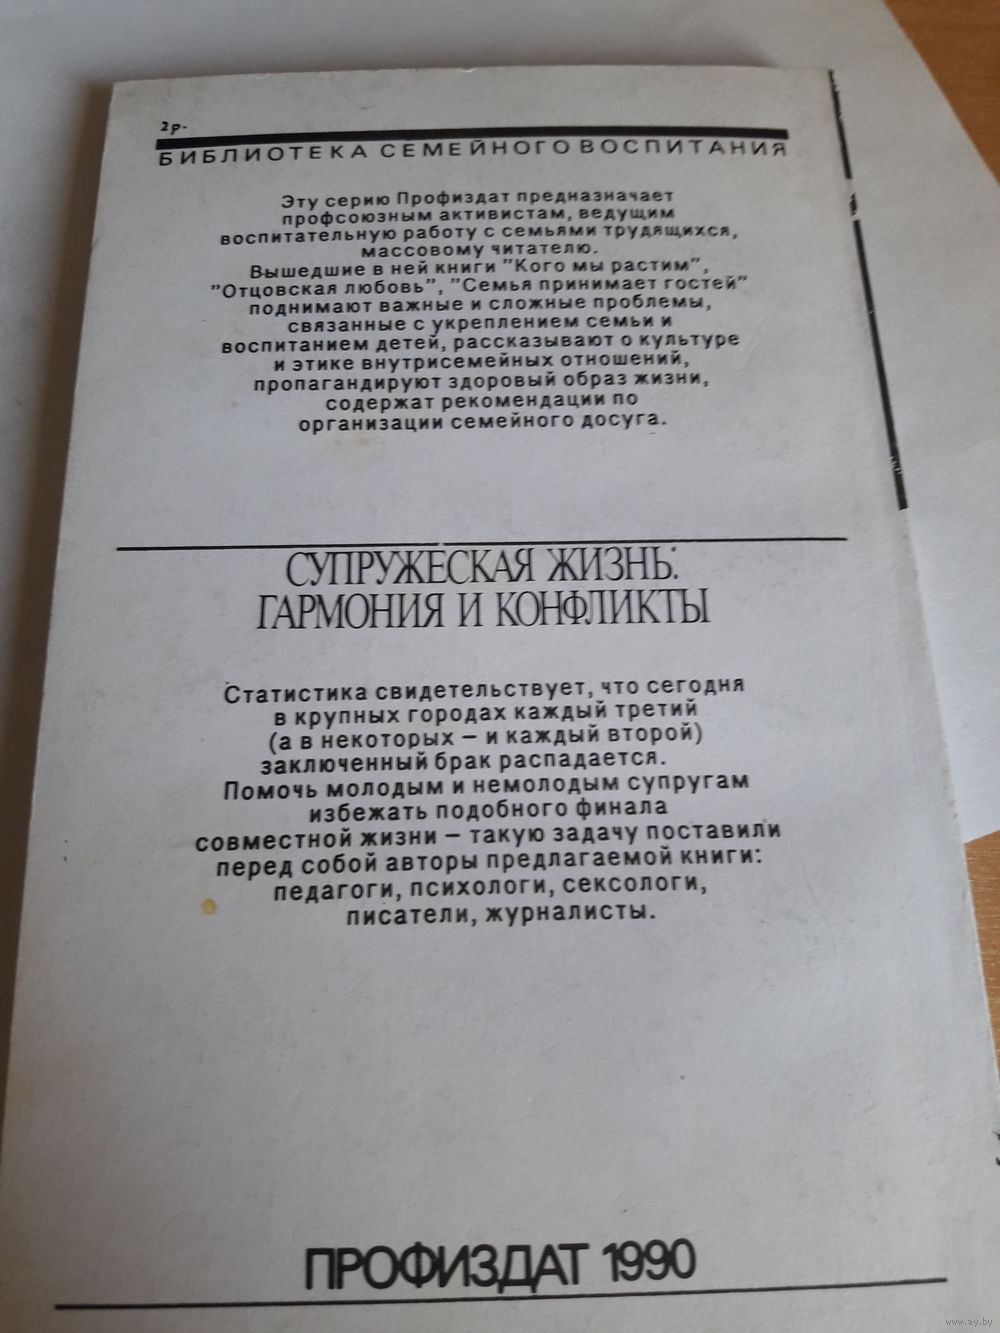 2р.
БИБЛИОТЕКА СЕМЕЙНОГО ВОСПИТАНИЯ
Эту серию Профиздат предназначает
профсоюзным активистам, ведущим
воспитательную работу с семьями трудящихся,
массовому читателю.
Вышедшие в ней книги "Кого мы растим",
"Отцовская любовь", "Семья принимает гостей"
поднимают важные и сложные проблемы,
связанные с укреплением семьи и
воспитанием детей, рассказывают о культуре
и этике внутрисемейных отношений,
пропагандируют здоровый образ жизни,
содержат рекомендации по
организации семейного досуга.
СУПРУЖЕСКАЯ ЖИЗНЬ:
ГАРМОНИЯ И КОНФЛИКТЫ
Статистика свидетельствует, что сегодня
в крупных городах каждый третий
(а в некоторых – и каждый второй)
заключенный брак распадается.
Помочь молодым и немолодым супругам
избежать подобного финала
совместной жизни – такую задачу поставили
перед собой авторы предлагаемой книги:
педагоги, психологи, сексологи,
писатели, журналисты.
ПРОФИЗДАТ 1990
www.ay.by